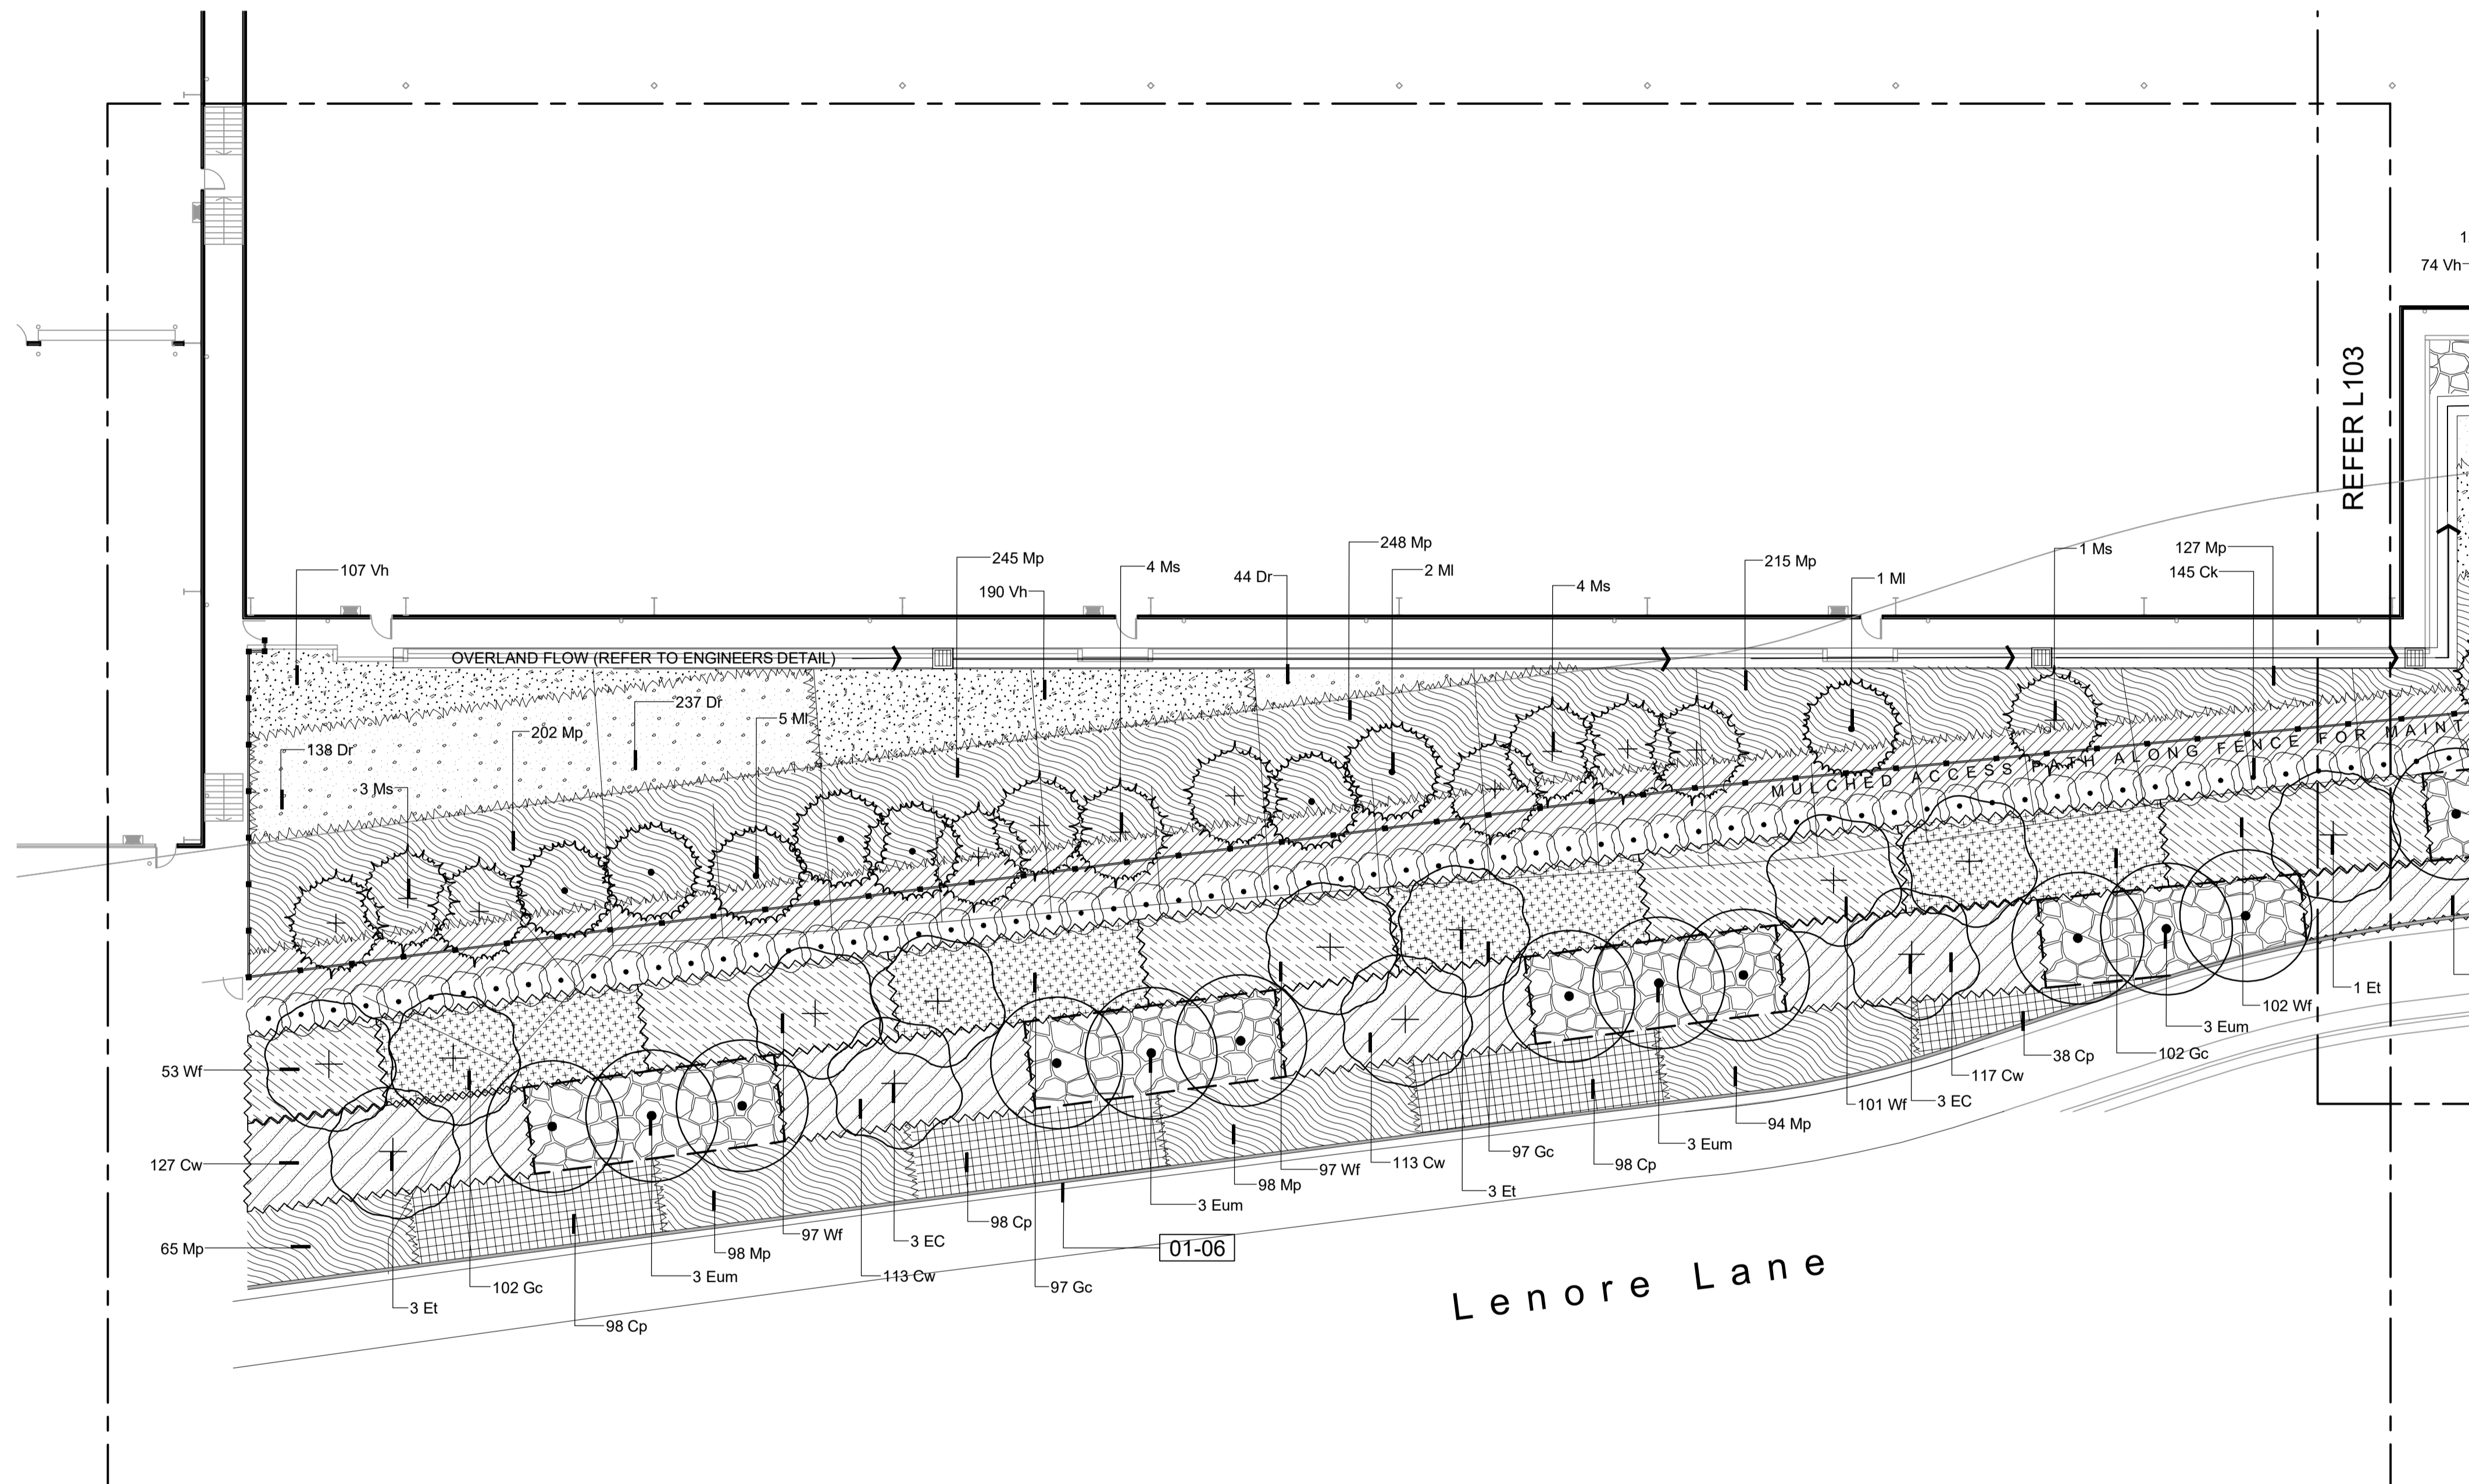 1
74 Vh
REFER L103
107 Vh
245 Mp
190 Vh
4 Ms
44 Dr
248 Mp
2 Ml
4 Ms
215 Mp
1 Ml
1 Ms
127 Mp
145 Ck
OVERLAND FLOW (REFER TO ENGINEERS DETAIL)
237 Dr
5 Ml
202 Mp
138 Dr
3 Ms
MULCHED ACCESS PATH ALONG FENCE FOR MAINT
53 Wf
127 Cw
65 Mp
3 Et
102 Gc
98 Cp
3 Eum
98 Mp
97 Wf
113 Cw
3 EC
98 Cp
97 Gc
01-06
3 Eum
98 Mp
97 Wf
113 Cw
3 Et
97 Gc
98 Cp
3 Eum
94 Mp
101 Wf
3 EC
117 Cw
38 Cp
102 Gc
3 Eum
102 Wf
1 Et
Lenore Lane